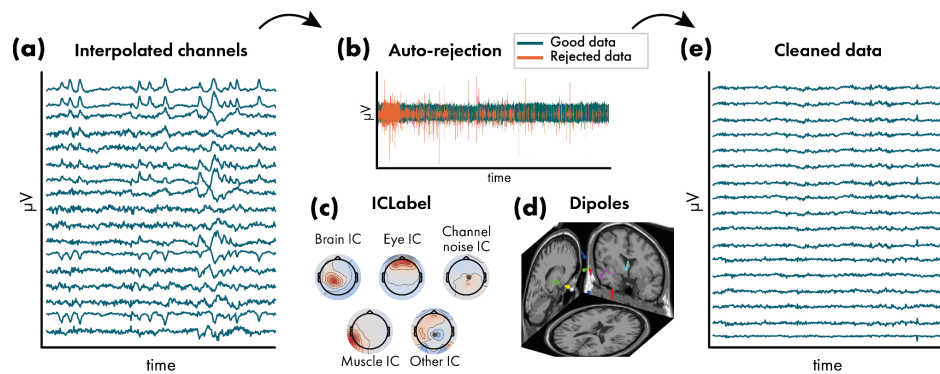 (a) Interpolated channels
µV
time
(b) Auto-rejection
Good data
Rejected data
µV
time
(c) ICLabel
Brain IC
Eye IC
Channel
noise IC
Muscle IC
Other IC
(d) Dipoles
(e) Cleaned data
µV
time